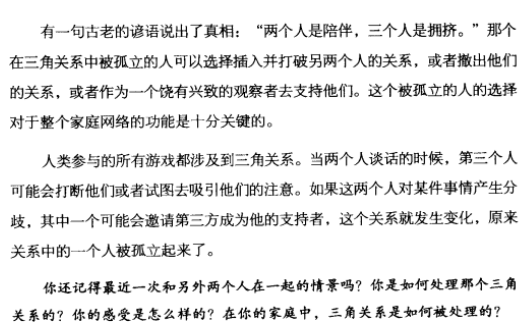 有一句古老的谚语说出了真相：“两个人是陪伴，三个人是拥挤。”那个
在三角关系中被孤立的人可以选择插入并打破另两个人的关系，或者撤出他们
的关系，或者作为一个饶有兴致的观察者去支持他们。这个被孤立的人的选择
对于整个家庭网络的功能是十分关键的。
人类参与的所有游戏都涉及到三角关系。当两个人谈话的时候，第三个人
可能会打断他们或者试图去吸引他们的注意。如果这两个人对某件事情产生分
歧，其中一个可能会邀请第三方成为他的支持者，这个关系就发生变化，原来
关系中的一个人被孤立起来了。
你还记得最近一次和另外两个人在一起的情景吗？你是如何处理那个三角
关系的？你的感受是怎么样的？在你的家庭中，三角关系是如何被处理的？